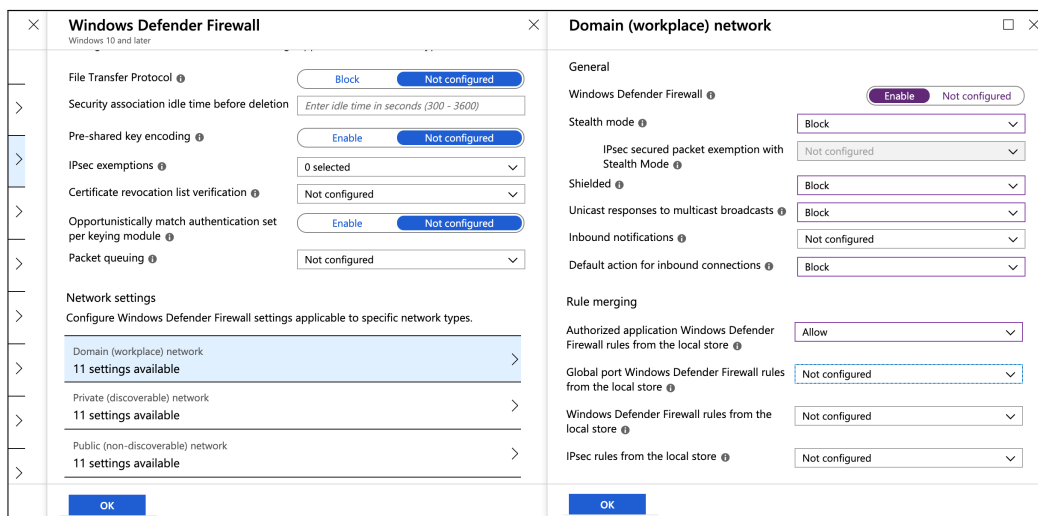 Windows Defender Firewall
Windows 10 and later
File Transfer Protocol
Block
Not configured
Security association idle time before deletion
Enter idle time in seconds (300 - 3600)
Pre-shared key encoding
Enable
Not configured
IPsec exemptions
0 selected
Certificate revocation list verification
Not configured
Opportunistically match authentication set
per keying module
Enable
Not configured
Packet queuing
Not configured
Network settings
Configure Windows Defender Firewall settings applicable to specific network types.
Domain (workplace) network
11 settings available
Private (discoverable) network
11 settings available
Public (non-discoverable) network
11 settings available
OK
Domain (workplace) network
General
Windows Defender Firewall
Enable
Not configured
Stealth mode
Block
IPsec secured packet exemption with
Stealth Mode
Not configured
Shielded
Block
Unicast responses to multicast broadcasts
Block
Inbound notifications
Not configured
Default action for inbound connections
Block
Rule merging
Authorized application Windows Defender
Firewall rules from the local store
Allow
Global port Windows Defender Firewall rules
from the local store
Not configured
Windows Defender Firewall rules from the
local store
Not configured
IPsec rules from the local store
Not configured
OK